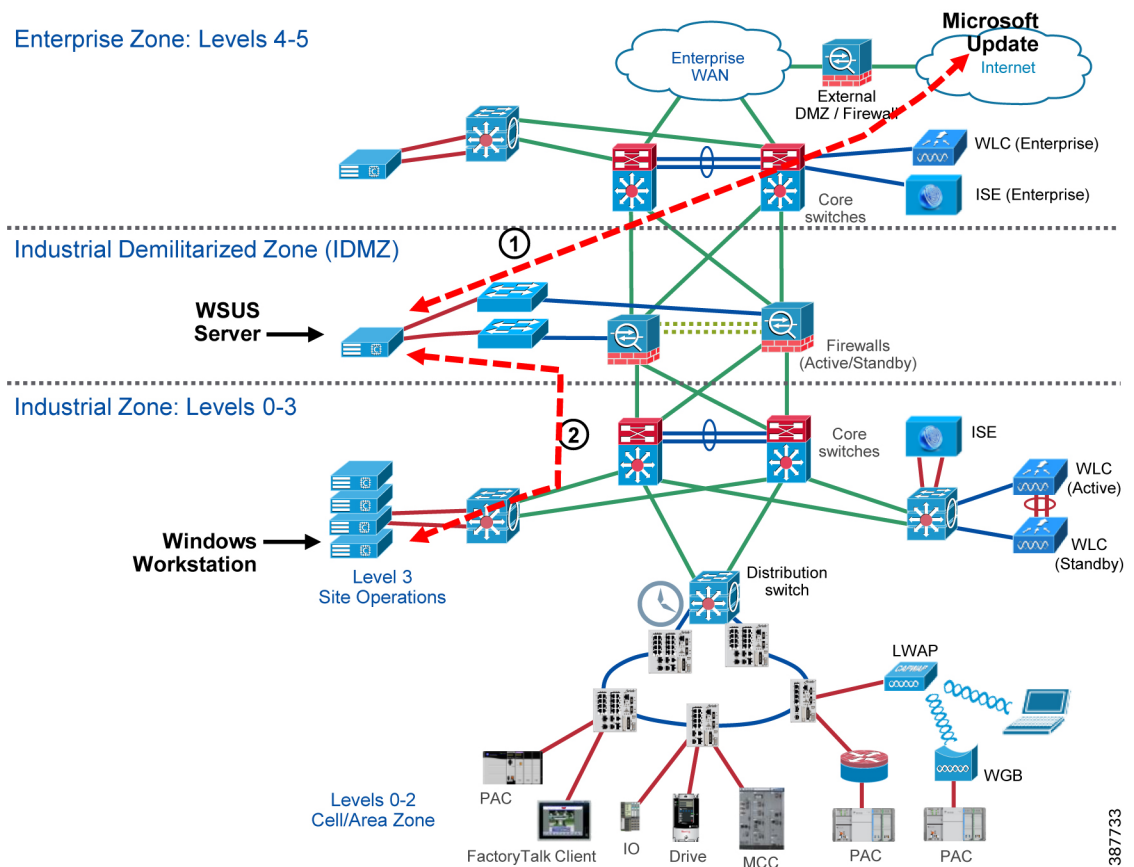 Enterprise Zone: Levels 4-5
Microsoft
Update
Internet
Enterprise
WAN
External
DMZ / Firewall
WLC (Enterprise)
ISE (Enterprise)
Core
switches
Industrial Demilitarized Zone (IDMZ)
1
WSUS
Server
Firewalls
(Active/Standby)
Industrial Zone: Levels 0-3
2
Core
switches
ISE
WLC
(Active)
WLC
(Standby)
Windows
Workstation
Level 3
Site Operations
Distribution
switch
LWAP
CAPWAP
WGB
PAC
Levels 0-2
Cell/Area Zone
FactoryTalk Client
IO
Drive
MCC
PAC
PAC
387733